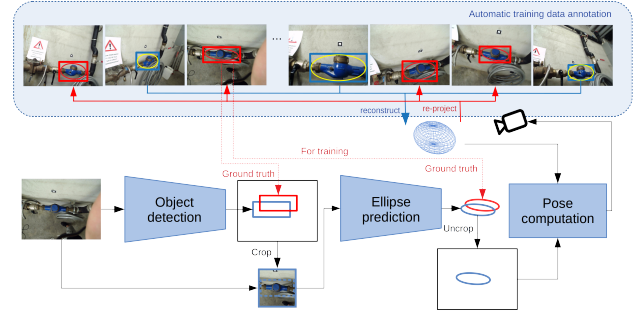 Automatic training data annotation
...
reconstruct
re-project
For training
Ground truth
Ground truth
Object
detection
Ellipse
prediction
Pose
computation
Crop
Uncrop